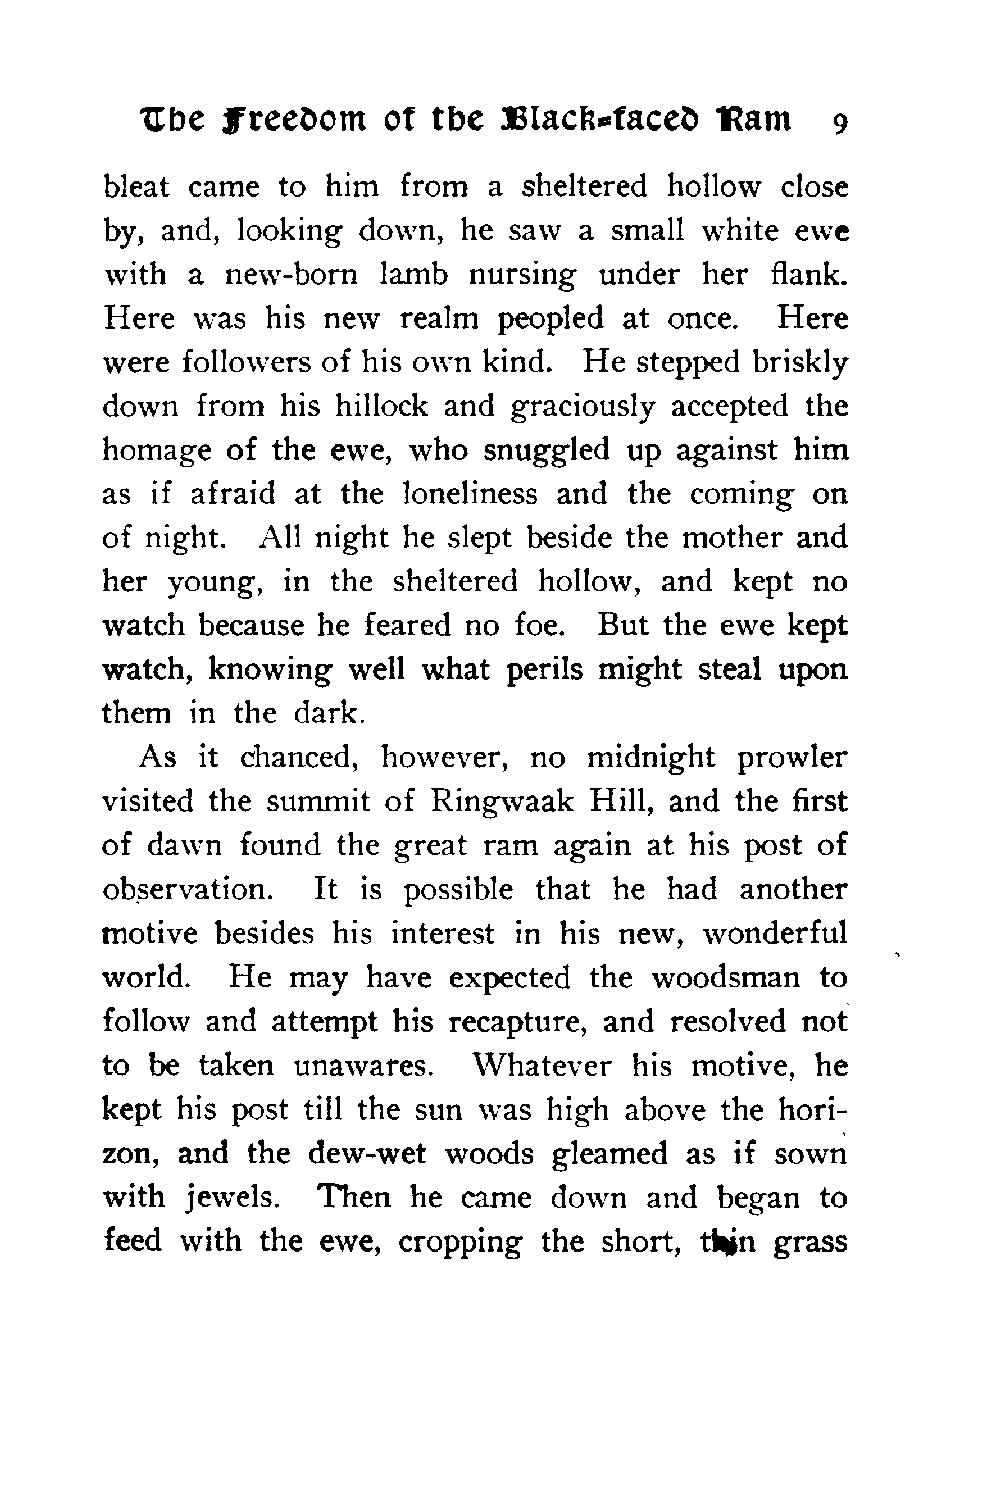 The Freedom of the Black-faced Ram 9
bleat came to him from a sheltered hollow close
by, and, looking down, he saw a small white ewe
with a new-born lamb nursing under her flank.
Here was his new realm peopled at once. Here
were followers of his own kind. He stepped briskly
down from his hillock and graciously accepted the
homage of the ewe, who snuggled up against him
as if afraid at the loneliness and the coming on
of night. All night he slept beside the mother and
her young, in the sheltered hollow, and kept no
watch because he feared no foe. But the ewe kept
watch, knowing well what perils might steal upon
them in the dark.
As it chanced, however, no midnight prowler
visited the summit of Ringwaak Hill, and the first
of dawn found the great ram again at his post of
observation. It is possible that he had another
motive besides his interest in his new, wonderful
world. He may have expected the woodsman to
follow and attempt his recapture, and resolved not
to be taken unawares. Whatever his motive, he
kept his post till the sun was high above the hori-
zon, and the dew-wet woods gleamed as if sown
with jewels. Then he came down and began to
feed with the ewe, cropping the short, thin grass